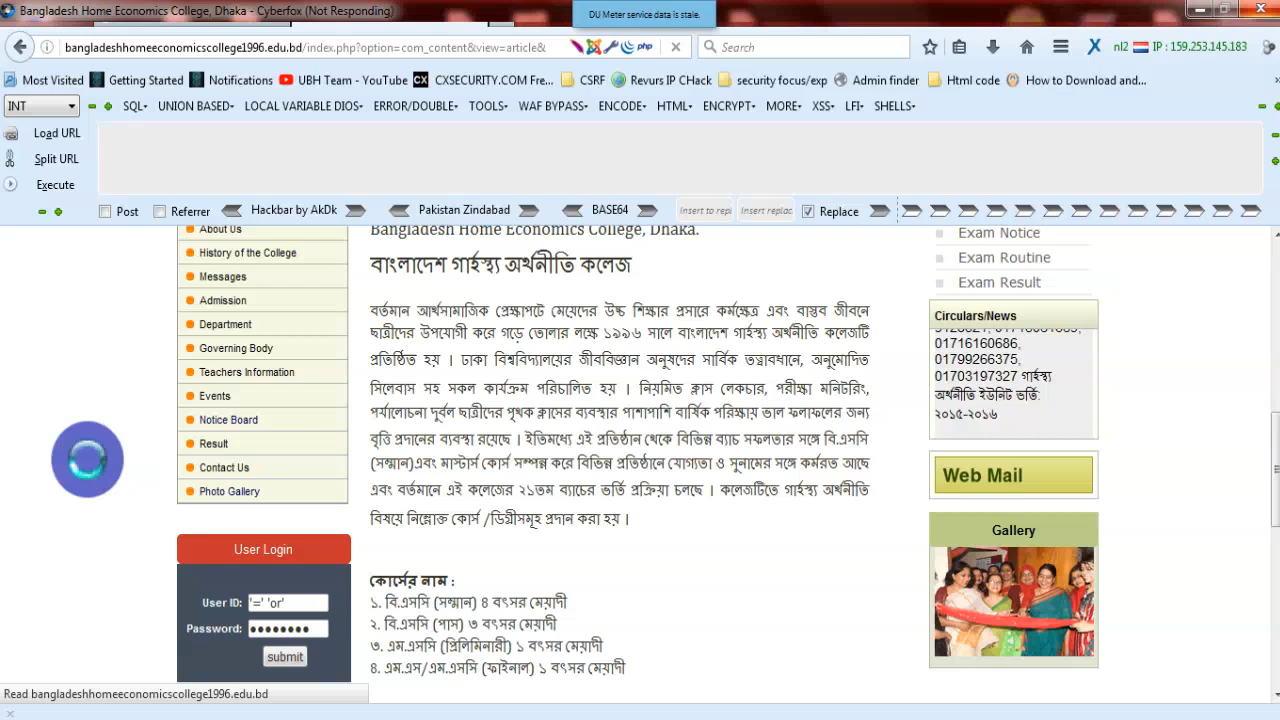 Bangladesh Home Economics College, Dhaka - Cyberfox (Not Responding)
DU Meter service data is stale.
bangladeshhomeeconomicscollege1996.edu.bd/index.php?option=com_content&view=article&
php
Search
nl2 IP : 159.253.145.183
Most Visited Getting Started Notifications UBH Team - YouTube CXSECURITY.COM Fre... CSRF Revurs IP CHack security focus/exp Admin finder Html code How to Download and...
INT SQL UNION BASED LOCAL VARIABLE DIOS ERROR/DOUBLE TOOLS WAF BYPASS ENCODE HTML ENCRYPT MORE XSS LFI SHELLS
Load URL
Split URL
Execute
Post Referrer Hackbar by AkDk Pakistan Zindabad BASE64 Insert to repl Insert replac Replace
About Us
History of the College
Messages
Admission
Department
Governing Body
Teachers Information
Events
Notice Board
Result
Contact Us
Photo Gallery
User Login
User ID: '=' 'or'
Password: ●●●●●●●●
submit
Bangladesh Home Economics College, Dhaka.
বাংলাদেশ গার্হস্থ্য অর্থনীতি কলেজ
বর্তমান আর্থসামাজিক প্রেক্ষাপটে মেয়েদের উচ্চ শিক্ষার প্রসারে কর্মক্ষেত্র এবং বাস্তব জীবনে
ছাত্রীদের উপযোগী করে গড়ে তোলার লক্ষে ১৯৯৬ সালে বাংলাদেশ গার্হস্থ্য অর্থনীতি কলেজটি
প্রতিষ্ঠিত হয় । ঢাকা বিশ্ববিদ্যালয়ের জীববিজ্ঞান অনুষদের সার্বিক তত্বাবধানে, অনুমোদিত
সিলেবাস সহ সকল কার্যক্রম পরিচালিত হয় । নিয়মিত ক্লাস লেকচার, পরীক্ষা মনিটরিং,
পর্যালোচনা দুর্বল ছাত্রীদের পৃথক ক্লাসের ব্যবস্থার পাশাপাশি বার্ষিক পরিক্ষায় ভাল ফলাফলের জন্য
বৃত্তি প্রদানের ব্যবস্থা রয়েছে । ইতিমধ্যে এই প্রতিষ্ঠান থেকে বিভিন্ন ব্যাচ সফলতার সঙ্গে বি.এসসি
(সম্মান)এবং মাস্টার্স কোর্স সম্পন্ন করে বিভিন্ন প্রতিষ্ঠানে যোগ্যতা ও সুনামের সঙ্গে কর্মরত আছে
এবং বর্তমানে এই কলেজের ২১তম ব্যাচের ভর্তি প্রক্রিয়া চলছে । কলেজটিতে গার্হস্থ্য অর্থনীতি
বিষয়ে নিম্নোক্ত কোর্স /ডিগ্রীসমূহ প্রদান করা হয় ।
কোর্সের নাম :
১. বি.এসসি (সম্মান) ৪ বৎসর মেয়াদী
২. বি.এসসি (পাস) ৩ বৎসর মেয়াদী
৩. এম.এসসি (প্রিলিমিনারী) ১ বৎসর মেয়াদী
৪. এম.এস/এম.এসসি (ফাইনাল) ১ বৎসর মেয়াদী
Exam Notice
Exam Routine
Exam Result
Circulars/News
01716160686,
01799266375,
01703197327 গার্হস্থ্য
অর্থনীতি ইউনিট ভর্তি:
২০১৫-২০১৬
Web Mail
Gallery
Read bangladeshhomeeconomicscollege1996.edu.bd